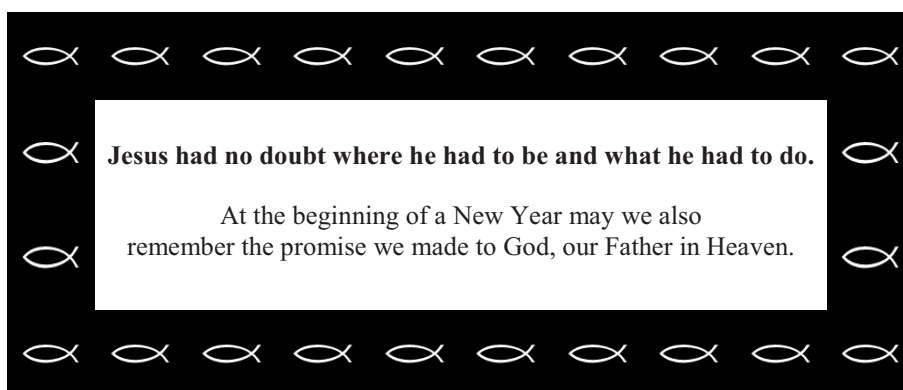 Jesus had no doubt where he had to be and what he had to do.
At the beginning of a New Year may we also
remember the promise we made to God, our Father in Heaven.